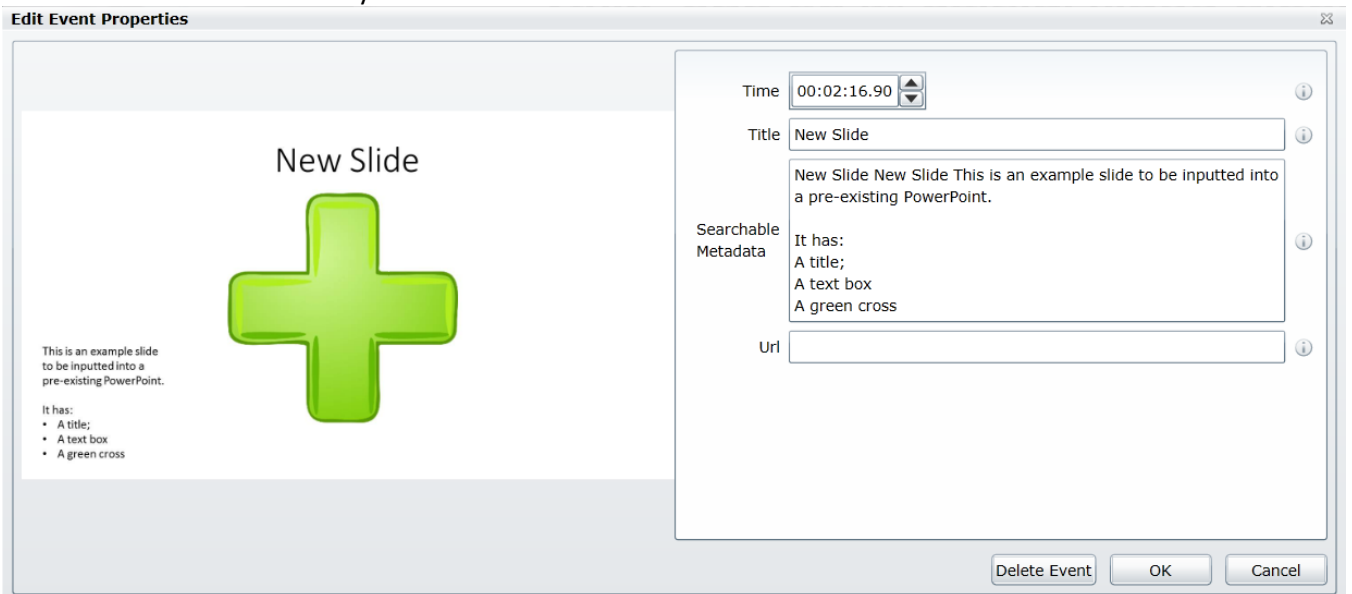 Edit Event Properties
New Slide
This is an example slide
to be inputted into a
pre-existing PowerPoint.
It has:
• A title;
• A text box
• A green cross
Time 00:02:16.90
Title New Slide
Searchable
Metadata
New Slide New Slide This is an example slide to be inputted into
a pre-existing PowerPoint.
It has:
A title;
A text box
A green cross
Url
Delete Event OK Cancel